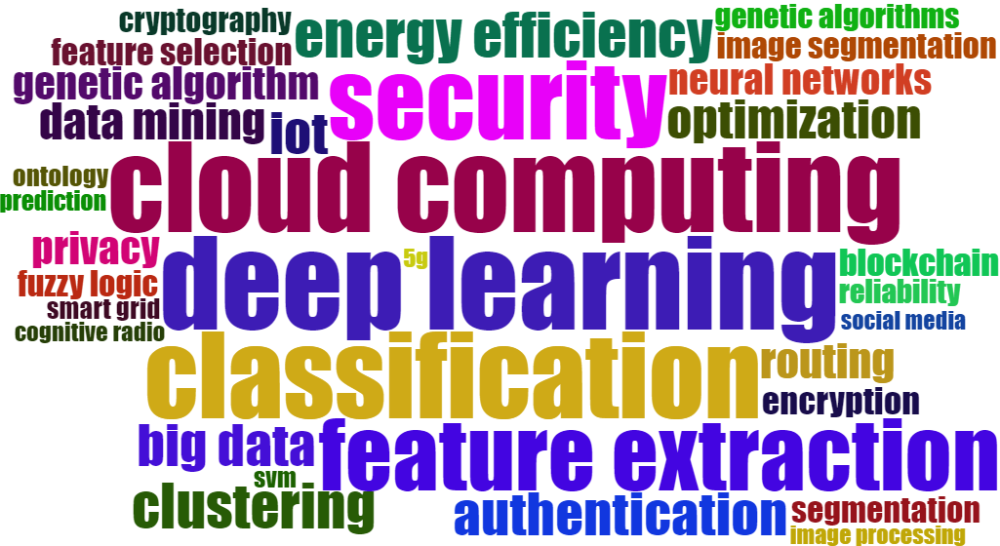 cryptography
energy efficiency
genetic algorithms
feature selection
image segmentation
genetic algorithm
security
neural networks
data mining
iot
optimization
cloud computing
ontology
prediction
privacy
deep learning
5g
blockchain
fuzzy logic
reliability
smart grid
social media
cognitive radio
classification
routing
encryption
big data
feature extraction
svm
clustering
authentication
segmentation
image processing